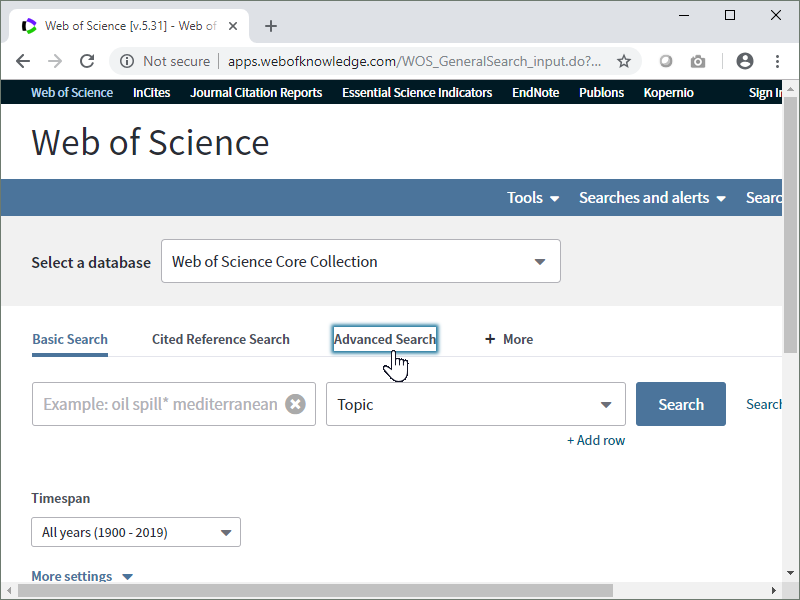 Web of Science [v.5.31] - Web of
Not secure apps.webofknowledge.com/WOS_GeneralSearch_input.do?...
Web of Science InCites Journal Citation Reports Essential Science Indicators EndNote Publons Kopernio Sign In
Web of Science
Tools Searches and alerts Searc
Select a database Web of Science Core Collection
Basic Search Cited Reference Search Advanced Search + More
Example: oil spill* mediterranean Topic Search Search
+ Add row
Timespan
All years (1900 - 2019)
More settings